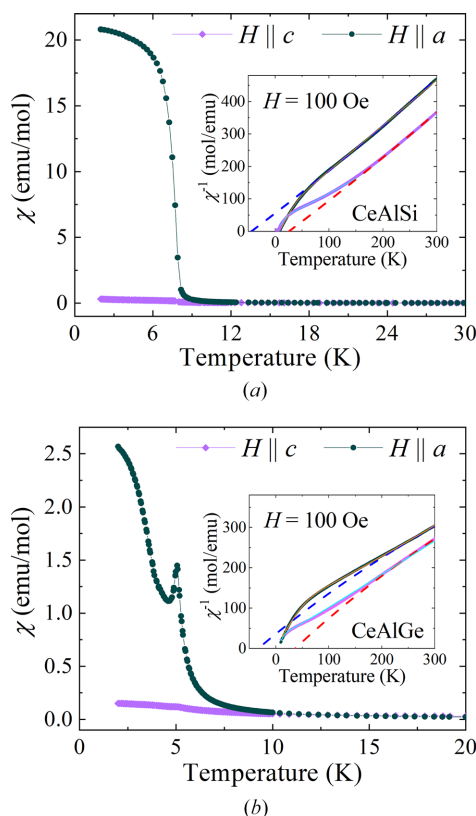 H || c H || a
20
15
10
5
0
χ (emu/mol)
H = 100 Oe
CeAlSi
400
300
200
100
0
χ⁻¹ (mol/emu)
0 100 200 300
Temperature (K)
0 6 12 18 24 30
Temperature (K)
(a)
H || c H || a
2.5
2.0
1.5
1.0
0.5
0.0
χ (emu/mol)
H = 100 Oe
CeAlGe
300
200
100
0
χ⁻¹ (mol/emu)
0 100 200 300
Temperature (K)
0 5 10 15 20
Temperature (K)
(b)